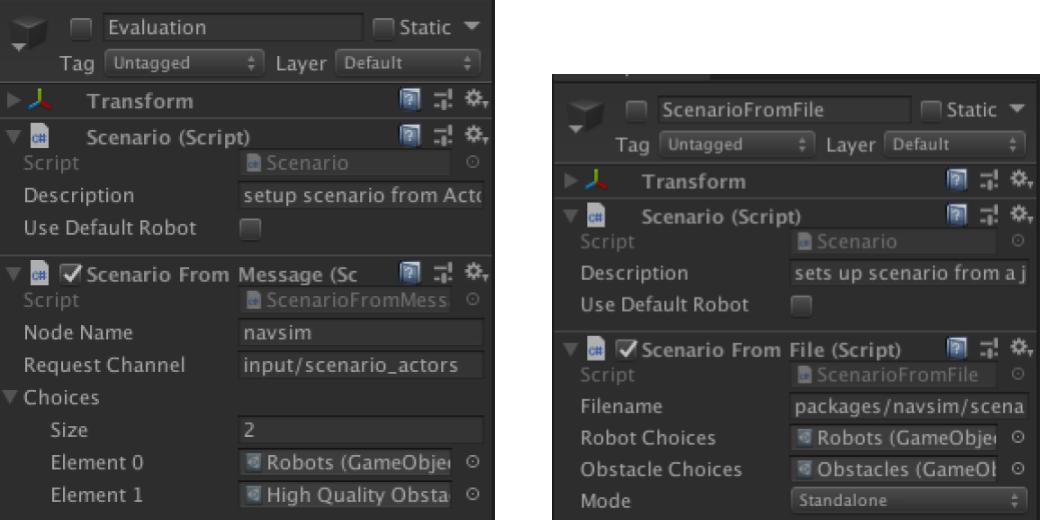 Evaluation
Static
Tag Untagged Layer Default
Transform
Scenario (Script)
Script Scenario
Description setup scenario from Acto
Use Default Robot
Scenario From Message (Sc
Script ScenarioFromMess
Node Name navsim
Request Channel input/scenario_actors
Choices
Size 2
Element 0 Robots (GameObje
Element 1 High Quality Obsta
ScenarioFromFile
Static
Tag Untagged Layer Default
Transform
Scenario (Script)
Script Scenario
Description sets up scenario from a j
Use Default Robot
Scenario From File (Script)
Script ScenarioFromFile
Filename packages/navsim/scena
Robot Choices Robots (GameObje
Obstacle Choices Obstacles (GameOb
Mode Standalone